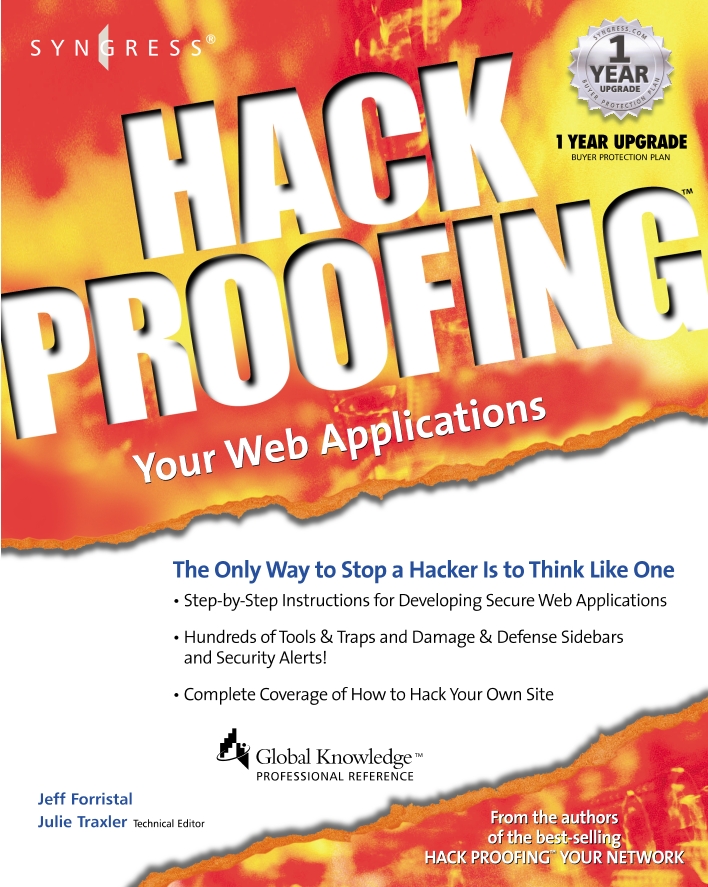 SYNGRESS®
SYNGRESS.COM
1
YEAR
UPGRADE
BUYER PROTECTION PLAN
1 YEAR UPGRADE
BUYER PROTECTION PLAN
HACK
PROOFING™
Your Web Applications
The Only Way to Stop a Hacker Is to Think Like One
• Step-by-Step Instructions for Developing Secure Web Applications
• Hundreds of Tools & Traps and Damage & Defense Sidebars
and Security Alerts!
• Complete Coverage of How to Hack Your Own Site
Global Knowledge™
PROFESSIONAL REFERENCE
Jeff Forristal
Julie Traxler Technical Editor
From the authors
of the best-selling
HACK PROOFING™ YOUR NETWORK